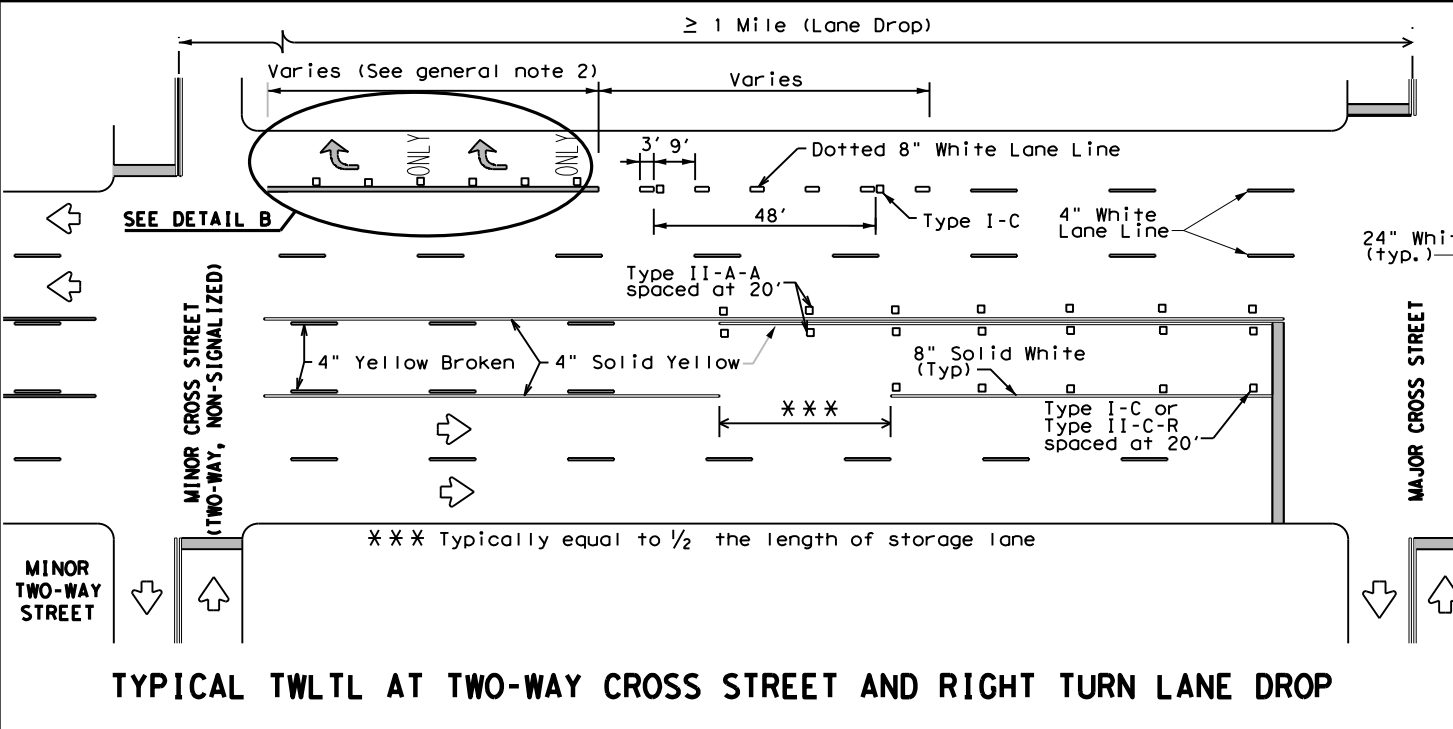 ≥ 1 Mile (Lane Drop)
Varies (See general note 2)
Varies
ONLY
ONLY
3'
9'
Dotted 8" White Lane Line
SEE DETAIL B
48'
Type I-C
4" White
Lane Line
24" Whi
(typ.)
Type II-A-A
spaced at 20'
MINOR CROSS STREET
(TWO-WAY, NON-SIGNALIZED)
4" Yellow Broken
4" Solid Yellow
8" Solid White
(Typ)
***
Type I-C or
Type II-C-R
spaced at 20'
MAJOR CROSS STREET
*** Typically equal to 1/2 the length of storage lane
MINOR
TWO-WAY
STREET
TYPICAL TWLTL AT TWO-WAY CROSS STREET AND RIGHT TURN LANE DROP